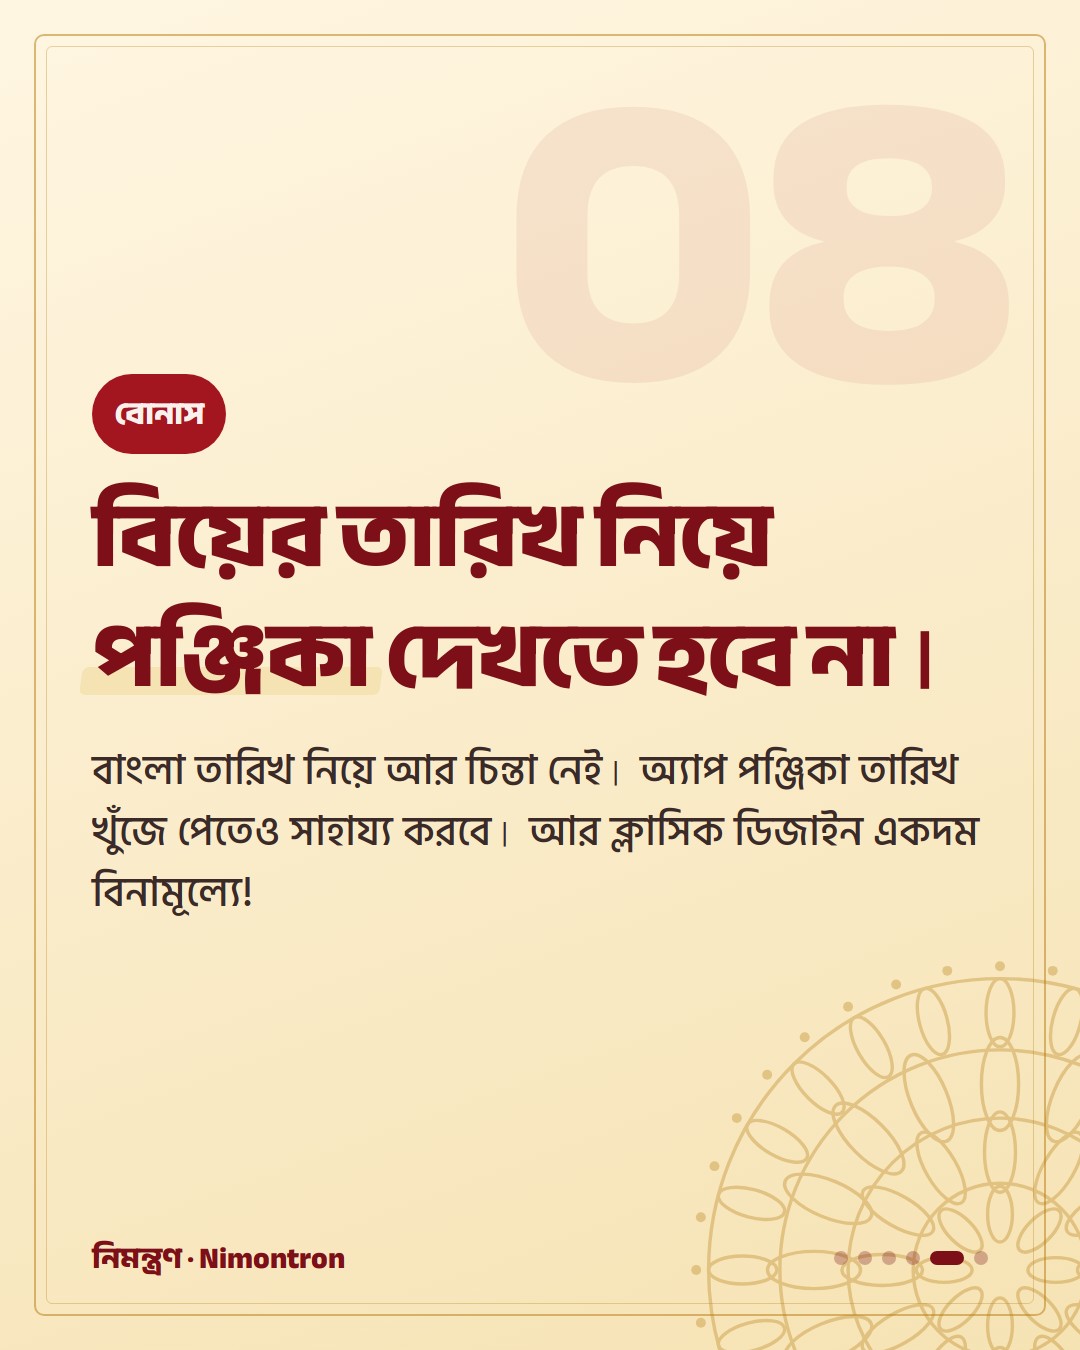 08
বোনাস
বিয়ের তারিখ নিয়ে
পঞ্জিকা দেখতে হবে না।
বাংলা তারিখ নিয়ে আর চিন্তা নেই। অ্যাপ পঞ্জিকা তারিখ
খুঁজে পেতেও সাহায্য করবে। আর ক্লাসিক ডিজাইন একদম
বিনামূল্যে!
নিমন্ত্রণ · Nimontron